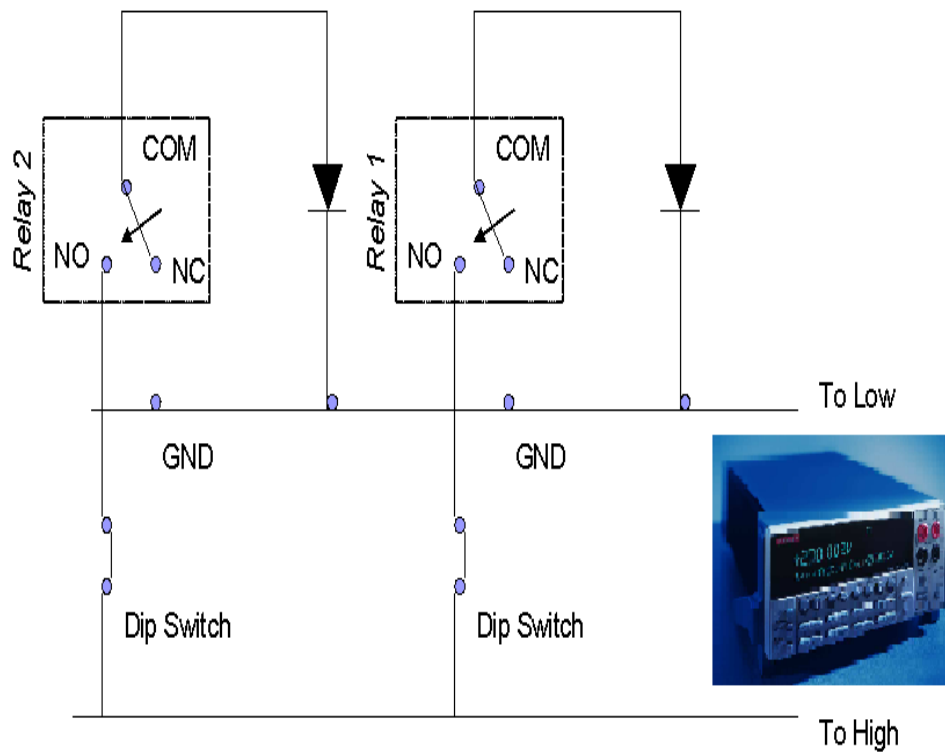 COM
COM
Relay 2
Relay 1
NO
NC
NO
NC
To Low
GND
GND
Dip Switch
Dip Switch
To High